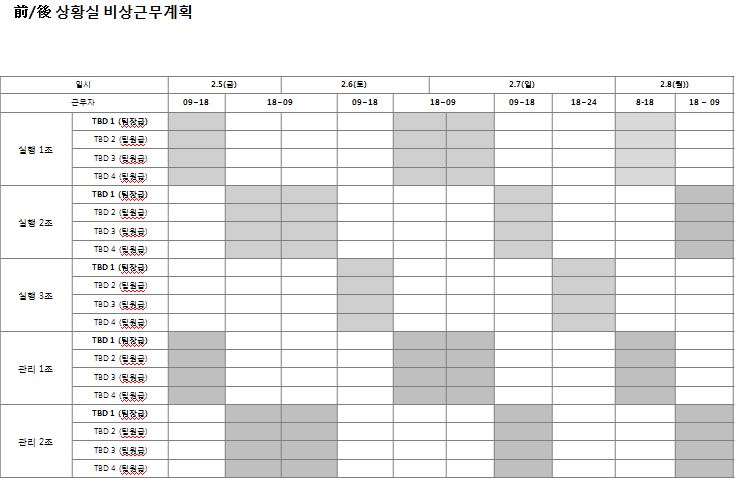 前/後 상황실 비상근무계획
일시 2.5(금) 2.6(토) 2.7(일) 2.8(월))
근무자 09-18 18-09 09-18 18-09 09-18 18-24 8-18 18 - 09
실행 1조
TBD 1 (팀장급)
TBD 2 (팀원급)
TBD 3 (팀원급)
TBD 4 (팀원급)
실행 2조
TBD 1 (팀장급)
TBD 2 (팀원급)
TBD 3 (팀원급)
TBD 4 (팀원급)
실행 3조
TBD 1 (팀장급)
TBD 2 (팀원급)
TBD 3 (팀원급)
TBD 4 (팀원급)
관리 1조
TBD 1 (팀장급)
TBD 2 (팀원급)
TBD 3 (팀원급)
TBD 4 (팀원급)
관리 2조
TBD 1 (팀장급)
TBD 2 (팀원급)
TBD 3 (팀원급)
TBD 4 (팀원급)